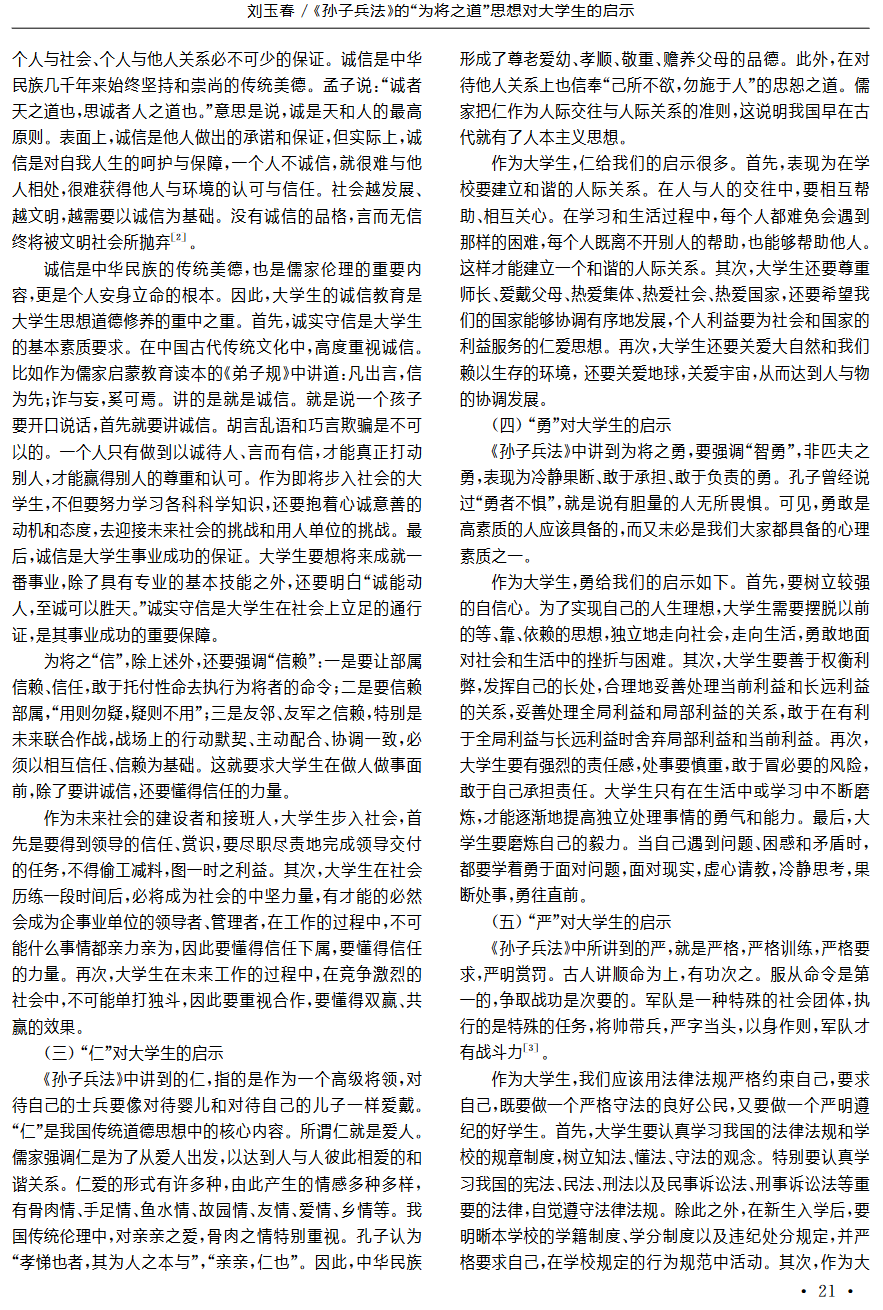 刘玉春 /《孙子兵法》的“为将之道”思想对大学生的启示
个人与社会、个人与他人关系必不可少的保证。诚信是中华
民族几千年来始终坚持和崇尚的传统美德。孟子说:“诚者
天之道也,思诚者人之道也。”意思是说,诚是天和人的最高
原则。表面上,诚信是他人做出的承诺和保证,但实际上,诚
信是对自我人生的呵护与保障,一个人不诚信,就很难与他
人相处,很难获得他人与环境的认可与信任。社会越发展、
越文明,越需要以诚信为基础。没有诚信的品格,言而无信
终将被文明社会所抛弃[2]。
诚信是中华民族的传统美德,也是儒家伦理的重要内
容,更是个人安身立命的根本。因此,大学生的诚信教育是
大学生思想道德修养的重中之重。首先,诚实守信是大学生
的基本素质要求。在中国古代传统文化中,高度重视诚信。
比如作为儒家启蒙教育读本的《弟子规》中讲道:凡出言,信
为先;诈与妄,奚可焉。讲的是就是诚信。就是说一个孩子
要开口说话,首先就要讲诚信。胡言乱语和巧言欺骗是不可
以的。一个人只有做到以诚待人、言而有信,才能真正打动
别人,才能赢得别人的尊重和认可。作为即将步入社会的大
学生,不但要努力学习各科科学知识,还要抱着心诚意善的
动机和态度,去迎接未来社会的挑战和用人单位的挑战。最
后,诚信是大学生事业成功的保证。大学生要想将来成就一
番事业,除了具有专业的基本技能之外,还要明白“诚能动
人,至诚可以胜天。”诚实守信是大学生在社会上立足的通行
证,是其事业成功的重要保障。
为将之“信”,除上述外,还要强调“信赖”:一是要让部属
信赖、信任,敢于托付性命去执行为将者的命令;二是要信赖
部属,“用则勿疑,疑则不用”;三是友邻、友军之信赖,特别是
未来联合作战,战场上的行动默契、主动配合、协调一致,必
须以相互信任、信赖为基础。这就要求大学生在做人做事面
前,除了要讲诚信,还要懂得信任的力量。
作为未来社会的建设者和接班人,大学生步入社会,首
先是要得到领导的信任、赏识,要尽职尽责地完成领导交付
的任务,不得偷工减料,图一时之利益。其次,大学生在社会
历练一段时间后,必将成为社会的中坚力量,有才能的必然
会成为企事业单位的领导者、管理者,在工作的过程中,不可
能什么事情都亲力亲为,因此要懂得信任下属,要懂得信任
的力量。再次,大学生在未来工作的过程中,在竞争激烈的
社会中,不可能单打独斗,因此要重视合作,要懂得双赢、共
赢的效果。
(三) “仁”对大学生的启示
《孙子兵法》中讲到的仁,指的是作为一个高级将领,对
待自己的士兵要像对待婴儿和对待自己的儿子一样爱戴。
“仁”是我国传统道德思想中的核心内容。所谓仁就是爱人。
儒家强调仁是为了从爱人出发,以达到人与人彼此相爱的和
谐关系。仁爱的形式有许多种,由此产生的情感多种多样,
有骨肉情、手足情、鱼水情、故园情、友情、爱情、乡情等。我
国传统伦理中,对亲亲之爱,骨肉之情特别重视。孔子认为
“孝悌也者,其为人之本与”,“亲亲,仁也”。因此,中华民族
形成了尊老爱幼、孝顺、敬重、赡养父母的品德。此外,在对
待他人关系上也信奉“己所不欲,勿施于人”的忠恕之道。儒
家把仁作为人际交往与人际关系的准则,这说明我国早在古
代就有了人本主义思想。
作为大学生,仁给我们的启示很多。首先,表现为在学
校要建立和谐的人际关系。在人与人的交往中,要相互帮
助、相互关心。在学习和生活过程中,每个人都难免会遇到
那样的困难,每个人既离不开别人的帮助,也能够帮助他人。
这样才能建立一个和谐的人际关系。其次,大学生还要尊重
师长、爱戴父母、热爱集体、热爱社会、热爱国家,还要希望我
们的国家能够协调有序地发展,个人利益要为社会和国家的
利益服务的仁爱思想。再次,大学生还要关爱大自然和我们
赖以生存的环境, 还要关爱地球,关爱宇宙,从而达到人与物
的协调发展。
(四) “勇”对大学生的启示
《孙子兵法》中讲到为将之勇,要强调“智勇”,非匹夫之
勇,表现为冷静果断、敢于承担、敢于负责的勇。孔子曾经说
过“勇者不惧”,就是说有胆量的人无所畏惧。可见,勇敢是
高素质的人应该具备的,而又未必是我们大家都具备的心理
素质之一。
作为大学生,勇给我们的启示如下。首先,要树立较强
的自信心。为了实现自己的人生理想,大学生需要摆脱以前
的等、靠、依赖的思想,独立地走向社会,走向生活,勇敢地面
对社会和生活中的挫折与困难。其次,大学生要善于权衡利
弊,发挥自己的长处,合理地妥善处理当前利益和长远利益
的关系,妥善处理全局利益和局部利益的关系,敢于在有利
于全局利益与长远利益时舍弃局部利益和当前利益。再次,
大学生要有强烈的责任感,处事要慎重,敢于冒必要的风险,
敢于自己承担责任。大学生只有在生活中或学习中不断磨
炼,才能逐渐地提高独立处理事情的勇气和能力。最后,大
学生要磨炼自己的毅力。当自己遇到问题、困惑和矛盾时,
都要学着勇于面对问题,面对现实,虚心请教,冷静思考,果
断处事,勇往直前。
(五) “严”对大学生的启示
《孙子兵法》中所讲到的严,就是严格,严格训练,严格要
求,严明赏罚。古人讲顺命为上,有功次之。服从命令是第
一的,争取战功是次要的。军队是一种特殊的社会团体,执
行的是特殊的任务,将帅带兵,严字当头,以身作则,军队才
有战斗力[3]。
作为大学生,我们应该用法律法规严格约束自己,要求
自己,既要做一个严格守法的良好公民,又要做一个严明遵
纪的好学生。首先,大学生要认真学习我国的法律法规和学
校的规章制度,树立知法、懂法、守法的观念。特别要认真学
习我国的宪法、民法、刑法以及民事诉讼法、刑事诉讼法等重
要的法律,自觉遵守法律法规。除此之外,在新生入学后,要
明晰本学校的学籍制度、学分制度以及违纪处分规定,并严
格要求自己,在学校规定的行为规范中活动。其次,作为大
· 21 ·